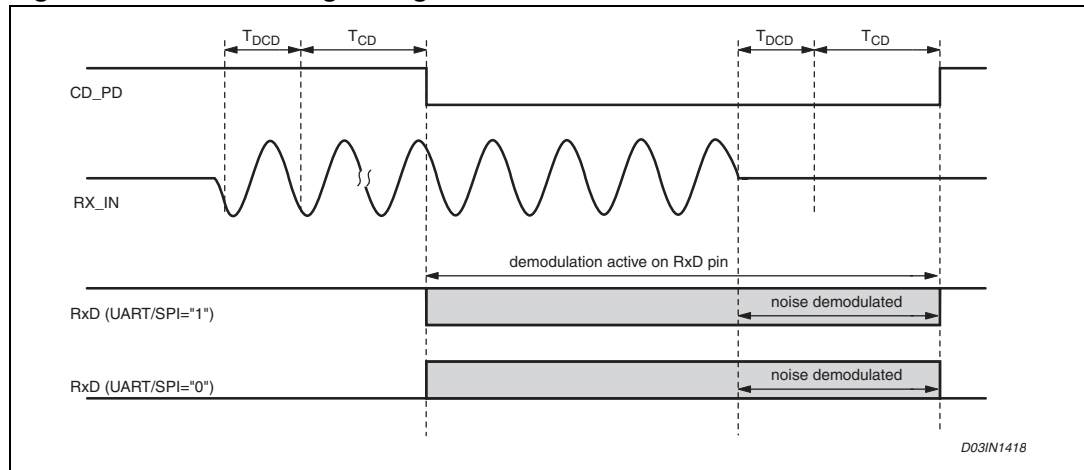 T_DCD T_CD T_DCD T_CD
CD_PD
RX_IN
demodulation active on RxD pin
noise demodulated
RxD (UART/SPI="1")
noise demodulated
RxD (UART/SPI="0")
D03IN1418